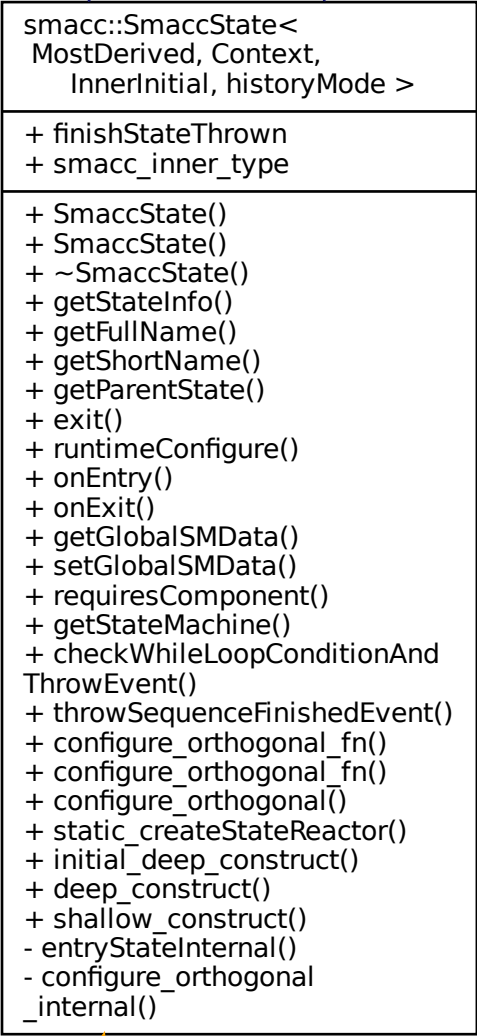 smacc::SmaccState<
MostDerived, Context,
InnerInitial, historyMode >
+ finishStateThrown
+ smacc_inner_type
+ SmaccState()
+ SmaccState()
+ ~SmaccState()
+ getStateInfo()
+ getFullName()
+ getShortName()
+ getParentState()
+ exit()
+ runtimeConfigure()
+ onEntry()
+ onExit()
+ getGlobalSMData()
+ setGlobalSMData()
+ requiresComponent()
+ getStateMachine()
+ checkWhileLoopConditionAnd
ThrowEvent()
+ throwSequenceFinishedEvent()
+ configure_orthogonal_fn()
+ configure_orthogonal_fn()
+ configure_orthogonal()
+ static_createStateReactor()
+ initial_deep_construct()
+ deep_construct()
+ shallow_construct()
- entryStateInternal()
- configure_orthogonal
_internal()